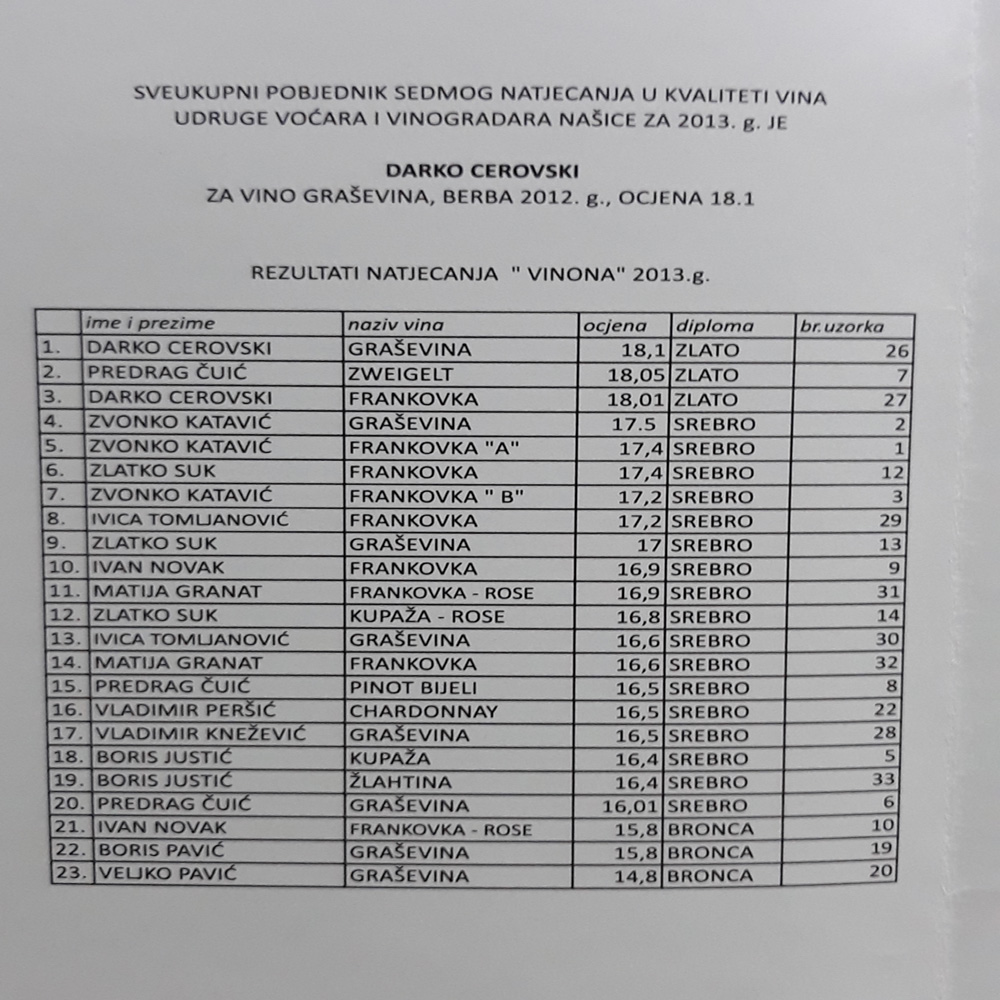 SVEUKUPNI POBJEDNIK SEDMOG NATJECANJA U KVALITETI VINA
UDRUGE VOĆARA I VINOGRADARA NAŠICE ZA 2013. g. JE
DARKO CEROVSKI
ZA VINO GRAŠEVINA, BERBA 2012. g., OCJENA 18.1
REZULTATI NATJECANJA " VINONA" 2013.g.
ime i prezime naziv vina ocjena diploma br.uzorka
1. DARKO CEROVSKI GRAŠEVINA 18,1 ZLATO 26
2. PREDRAG ČUIĆ ZWEIGELT 18,05 ZLATO 7
3. DARKO CEROVSKI FRANKOVKA 18,01 ZLATO 27
4. ZVONKO KATAVIĆ GRAŠEVINA 17.5 SREBRO 2
5. ZVONKO KATAVIĆ FRANKOVKA "A" 17,4 SREBRO 1
6. ZLATKO SUK FRANKOVKA 17,4 SREBRO 12
7. ZVONKO KATAVIĆ FRANKOVKA " B" 17,2 SREBRO 3
8. IVICA TOMLJANOVIĆ FRANKOVKA 17,2 SREBRO 29
9. ZLATKO SUK GRAŠEVINA 17 SREBRO 13
10. IVAN NOVAK FRANKOVKA 16,9 SREBRO 9
11. MATIJA GRANAT FRANKOVKA - ROSE 16,9 SREBRO 31
12. ZLATKO SUK KUPAŽA - ROSE 16,8 SREBRO 14
13. IVICA TOMLJANOVIĆ GRAŠEVINA 16,6 SREBRO 30
14. MATIJA GRANAT FRANKOVKA 16,6 SREBRO 32
15. PREDRAG ČUIĆ PINOT BIJELI 16,5 SREBRO 8
16. VLADIMIR PERŠIĆ CHARDONNAY 16,5 SREBRO 22
17. VLADIMIR KNEŽEVIĆ GRAŠEVINA 16,5 SREBRO 28
18. BORIS JUSTIĆ KUPAŽA 16,4 SREBRO 5
19. BORIS JUSTIĆ ŽLAHTINA 16,4 SREBRO 33
20. PREDRAG ČUIĆ GRAŠEVINA 16,01 SREBRO 6
21. IVAN NOVAK FRANKOVKA - ROSE 15,8 BRONCA 10
22. BORIS PAVIĆ GRAŠEVINA 15,8 BRONCA 19
23. VELJKO PAVIĆ GRAŠEVINA 14,8 BRONCA 20